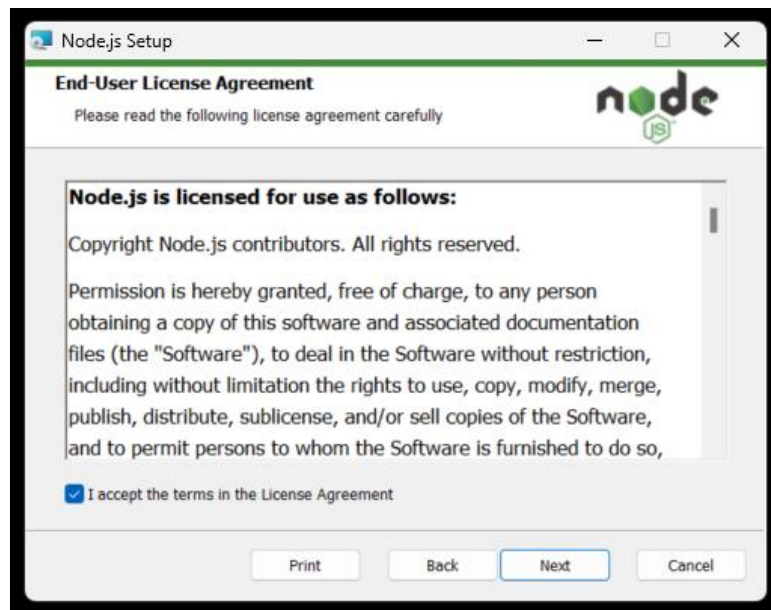 Node.js Setup
End-User License Agreement
Please read the following license agreement carefully
node
JS
Node.js is licensed for use as follows:
Copyright Node.js contributors. All rights reserved.
Permission is hereby granted, free of charge, to any person
obtaining a copy of this software and associated documentation
files (the "Software"), to deal in the Software without restriction,
including without limitation the rights to use, copy, modify, merge,
publish, distribute, sublicense, and/or sell copies of the Software,
and to permit persons to whom the Software is furnished to do so,
I accept the terms in the License Agreement
Print Back Next Cancel